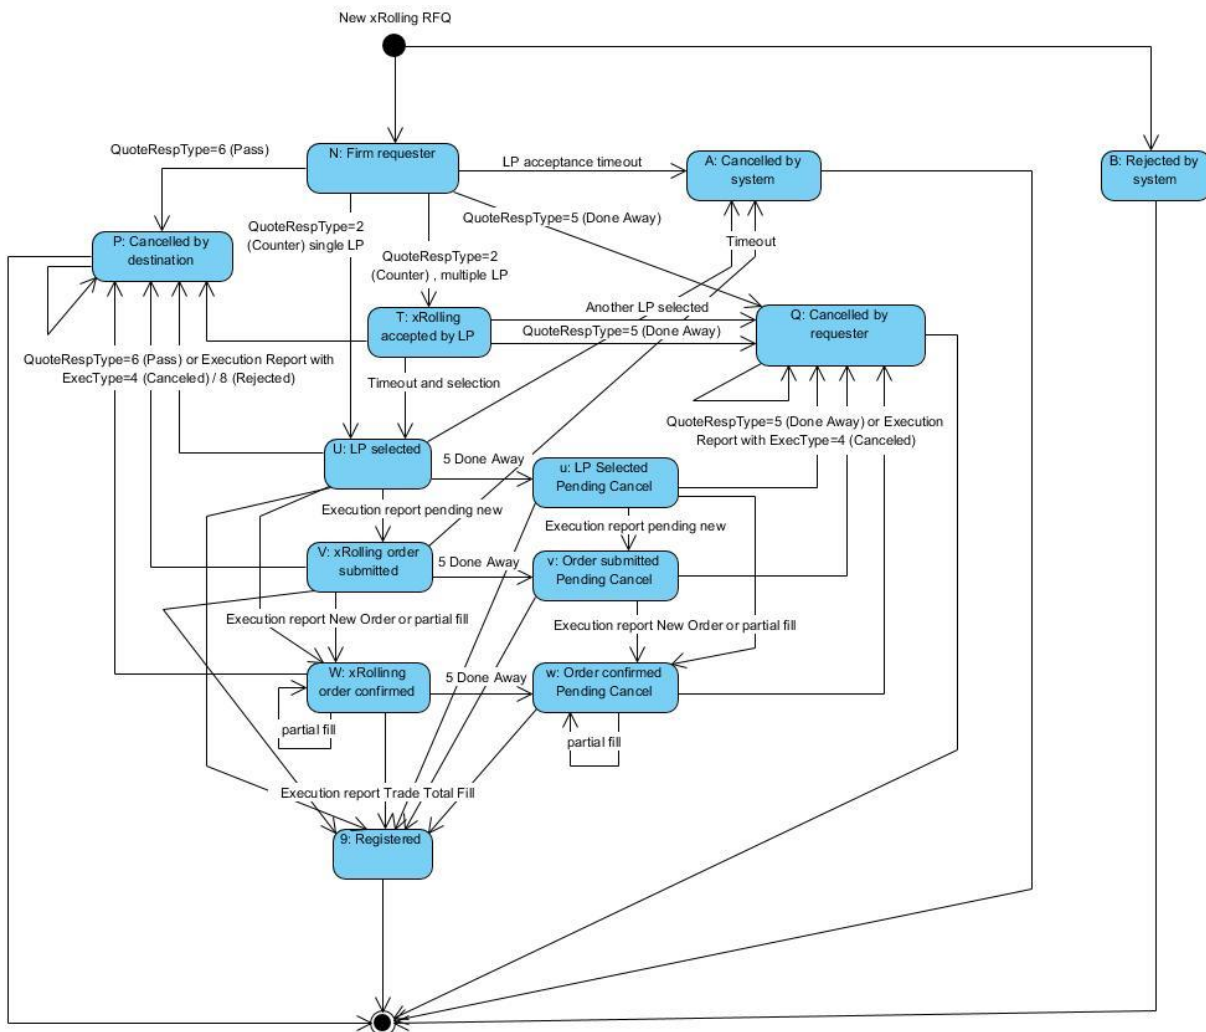 New xRolling RFQ
QuoteRespType=6 (Pass)
N: Firm requester
LP acceptance timeout
A: Cancelled by
system
B: Rejected by
system
QuoteRespType=5 (Done Away)
QuoteRespType=2
(Counter) single LP
P: Cancelled by
destination
Timeout
QuoteRespType=2
(Counter) , multiple LP
Another LP selected
T: xRolling
accepted by LP
QuoteRespType=5 (Done Away)
Q: Cancelled by
requester
QuoteRespType=6 (Pass) or Execution Report with
ExecType=4 (Canceled) / 8 (Rejected)
Timeout and selection
QuoteRespType=5 (Done Away) or Execution
Report with ExecType=4 (Canceled)
U: LP selected
5 Done Away
u: LP Selected
Pending Cancel
Execution report pending new
Execution report pending new
V: xRolling order
submitted
5 Done Away
v: Order submitted
Pending Cancel
Execution report New Order or partial fill
Execution report New Order or partial fill
W: xRollinng
order confirmed
5 Done Away
w: Order confirmed
Pending Cancel
partial fill
partial fill
Execution report Trade Total Fill
9: Registered